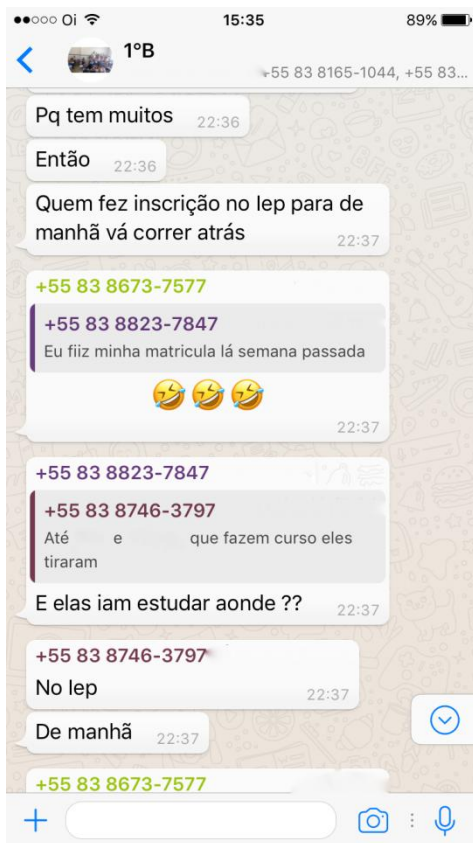 Oi 15:35 89%
1ºB
+55 83 8165-1044, +55 83...
Pq tem muitos 22:36
Então 22:36
Quem fez inscrição no Iep para de
manhã vá correr atrás 22:37
+55 83 8673-7577
+55 83 8823-7847
Eu fiiz minha matricula lá semana passada
🤣🤣🤣
22:37
+55 83 8823-7847
+55 83 8746-3797
Até e que fazem curso eles
tiraram
E elas iam estudar aonde ?? 22:37
+55 83 8746-3797
No Iep 22:37
De manhã 22:37
+55 83 8673-7577